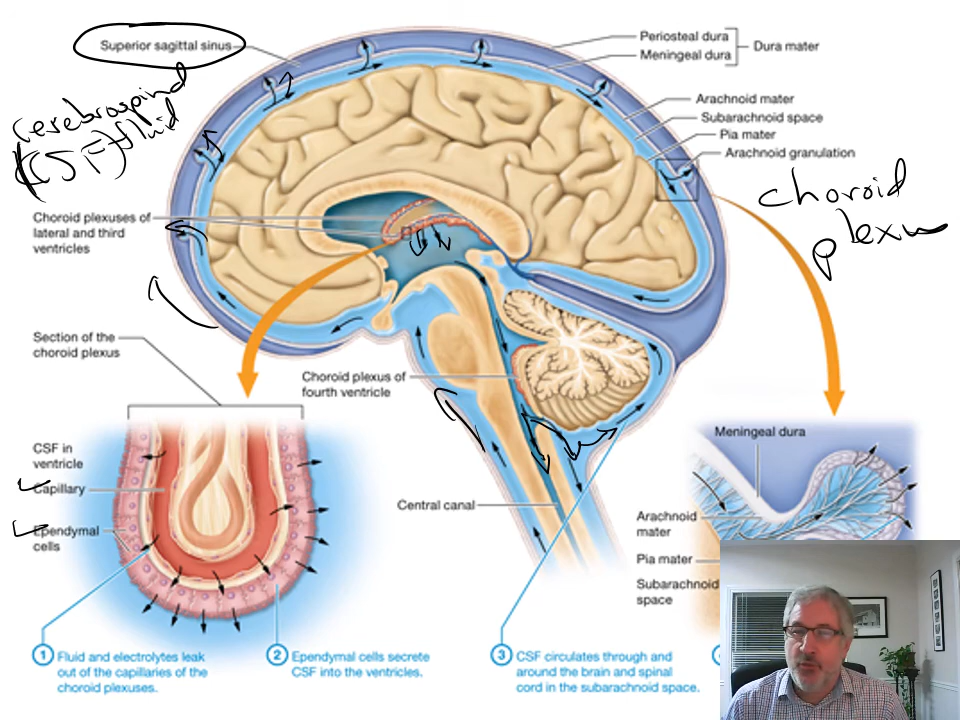 Superior sagittal sinus
Cerebrospinal
fluid
(CSF)
Periosteal dura
Meningeal dura
Dura mater
Arachnoid mater
Subarachnoid space
Pia mater
Arachnoid granulation
choroid
plexu
Choroid plexuses of
lateral and third
ventricles
Section of the
choroid plexus
Choroid plexus of
fourth ventricle
CSF in
ventricle
Capillary
Ependymal
cells
Central canal
Meningeal dura
Arachnoid
mater
Pia mater
Subarachnoid
space
1 Fluid and electrolytes leak
out of the capillaries of the
choroid plexuses.
2 Ependymal cells secrete
CSF into the ventricles.
3 CSF circulates through and
around the brain and spinal
cord in the subarachnoid space.